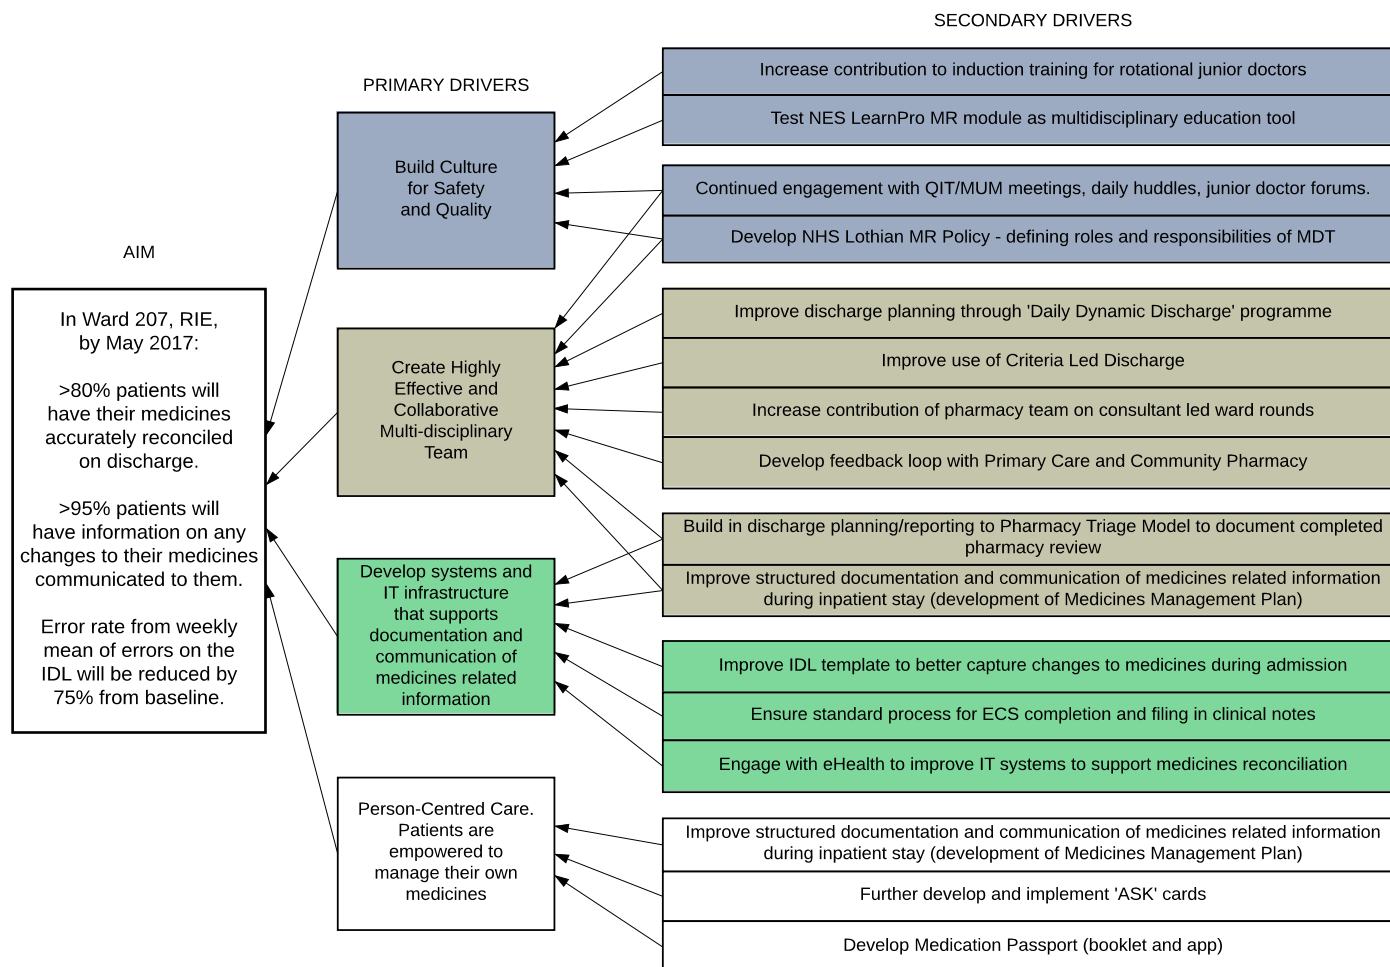 SECONDARY DRIVERS
PRIMARY DRIVERS
AIM
In Ward 207, RIE,
by May 2017:
>80% patients will
have their medicines
accurately reconciled
on discharge.
>95% patients will
have information on any
changes to their medicines
communicated to them.
Error rate from weekly
mean of errors on the
IDL will be reduced by
75% from baseline.
Build Culture
for Safety
and Quality
Create Highly
Effective and
Collaborative
Multi-disciplinary
Team
Develop systems and
IT infrastructure
that supports
documentation and
communication of
medicines related
information
Person-Centred Care.
Patients are
empowered to
manage their own
medicines
Increase contribution to induction training for rotational junior doctors
Test NES LearnPro MR module as multidisciplinary education tool
Continued engagement with QIT/MUM meetings, daily huddles, junior doctor forums.
Develop NHS Lothian MR Policy - defining roles and responsibilities of MDT
Improve discharge planning through 'Daily Dynamic Discharge' programme
Improve use of Criteria Led Discharge
Increase contribution of pharmacy team on consultant led ward rounds
Develop feedback loop with Primary Care and Community Pharmacy
Build in discharge planning/reporting to Pharmacy Triage Model to document completed
pharmacy review
Improve structured documentation and communication of medicines related information
during inpatient stay (development of Medicines Management Plan)
Improve IDL template to better capture changes to medicines during admission
Ensure standard process for ECS completion and filing in clinical notes
Engage with eHealth to improve IT systems to support medicines reconciliation
Improve structured documentation and communication of medicines related information
during inpatient stay (development of Medicines Management Plan)
Further develop and implement 'ASK' cards
Develop Medication Passport (booklet and app)